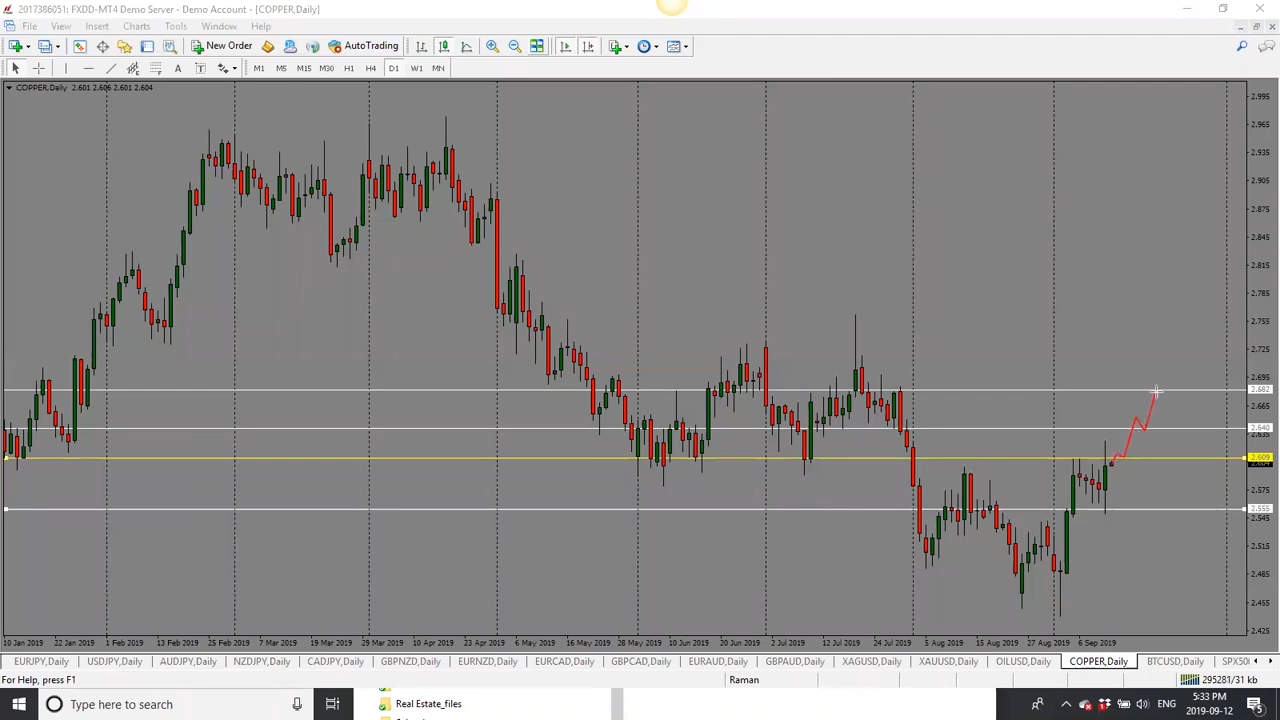 2017386051: FXDD-MT4 Demo Server - Demo Account - [COPPER,Daily]
File View Insert Charts Tools Window Help
New Order AutoTrading
A T M1 M5 M15 M30 H1 H4 D1 W1 MN
COPPER,Daily 2.601 2.606 2.601 2.604
2.995
2.965
2.935
2.905
2.875
2.845
2.815
2.785
2.755
2.725
2.695
2.682
2.665
2.640
2.635
2.609
2.604
2.575
2.555
2.545
2.515
2.485
2.455
2.425
10 Jan 2019 22 Jan 2019 1 Feb 2019 13 Feb 2019 25 Feb 2019 7 Mar 2019 19 Mar 2019 29 Mar 2019 10 Apr 2019 23 Apr 2019 6 May 2019 16 May 2019 28 May 2019 10 Jun 2019 20 Jun 2019 2 Jul 2019 12 Jul 2019 24 Jul 2019 5 Aug 2019 15 Aug 2019 27 Aug 2019 6 Sep 2019
EURJPY,Daily USDJPY,Daily AUDJPY,Daily NZDJPY,Daily CADJPY,Daily GBPNZD,Daily EURNZD,Daily EURCAD,Daily GBPCAD,Daily EURAUD,Daily GBPAUD,Daily XAGUSD,Daily XAUUSD,Daily OILUSD,Daily COPPER,Daily BTCUSD,Daily SPX500
For Help, press F1 Raman 295281/31 kb
Type here to search Real Estate_files 5:33 PM
2019-09-12 5